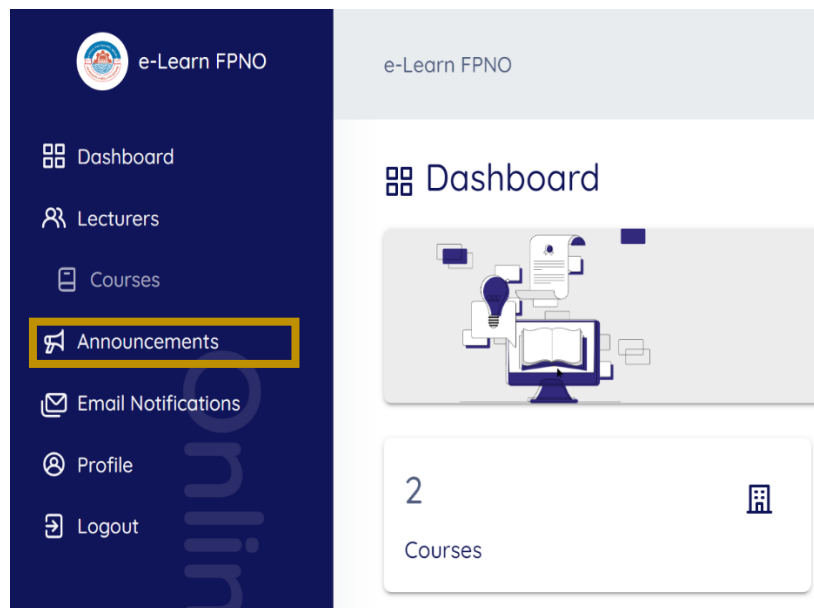 e-Learn FPNO
e-Learn FPNO
Dashboard
Lecturers
Courses
Announcements
Email Notifications
Profile
Logout
Dashboard
2
Courses